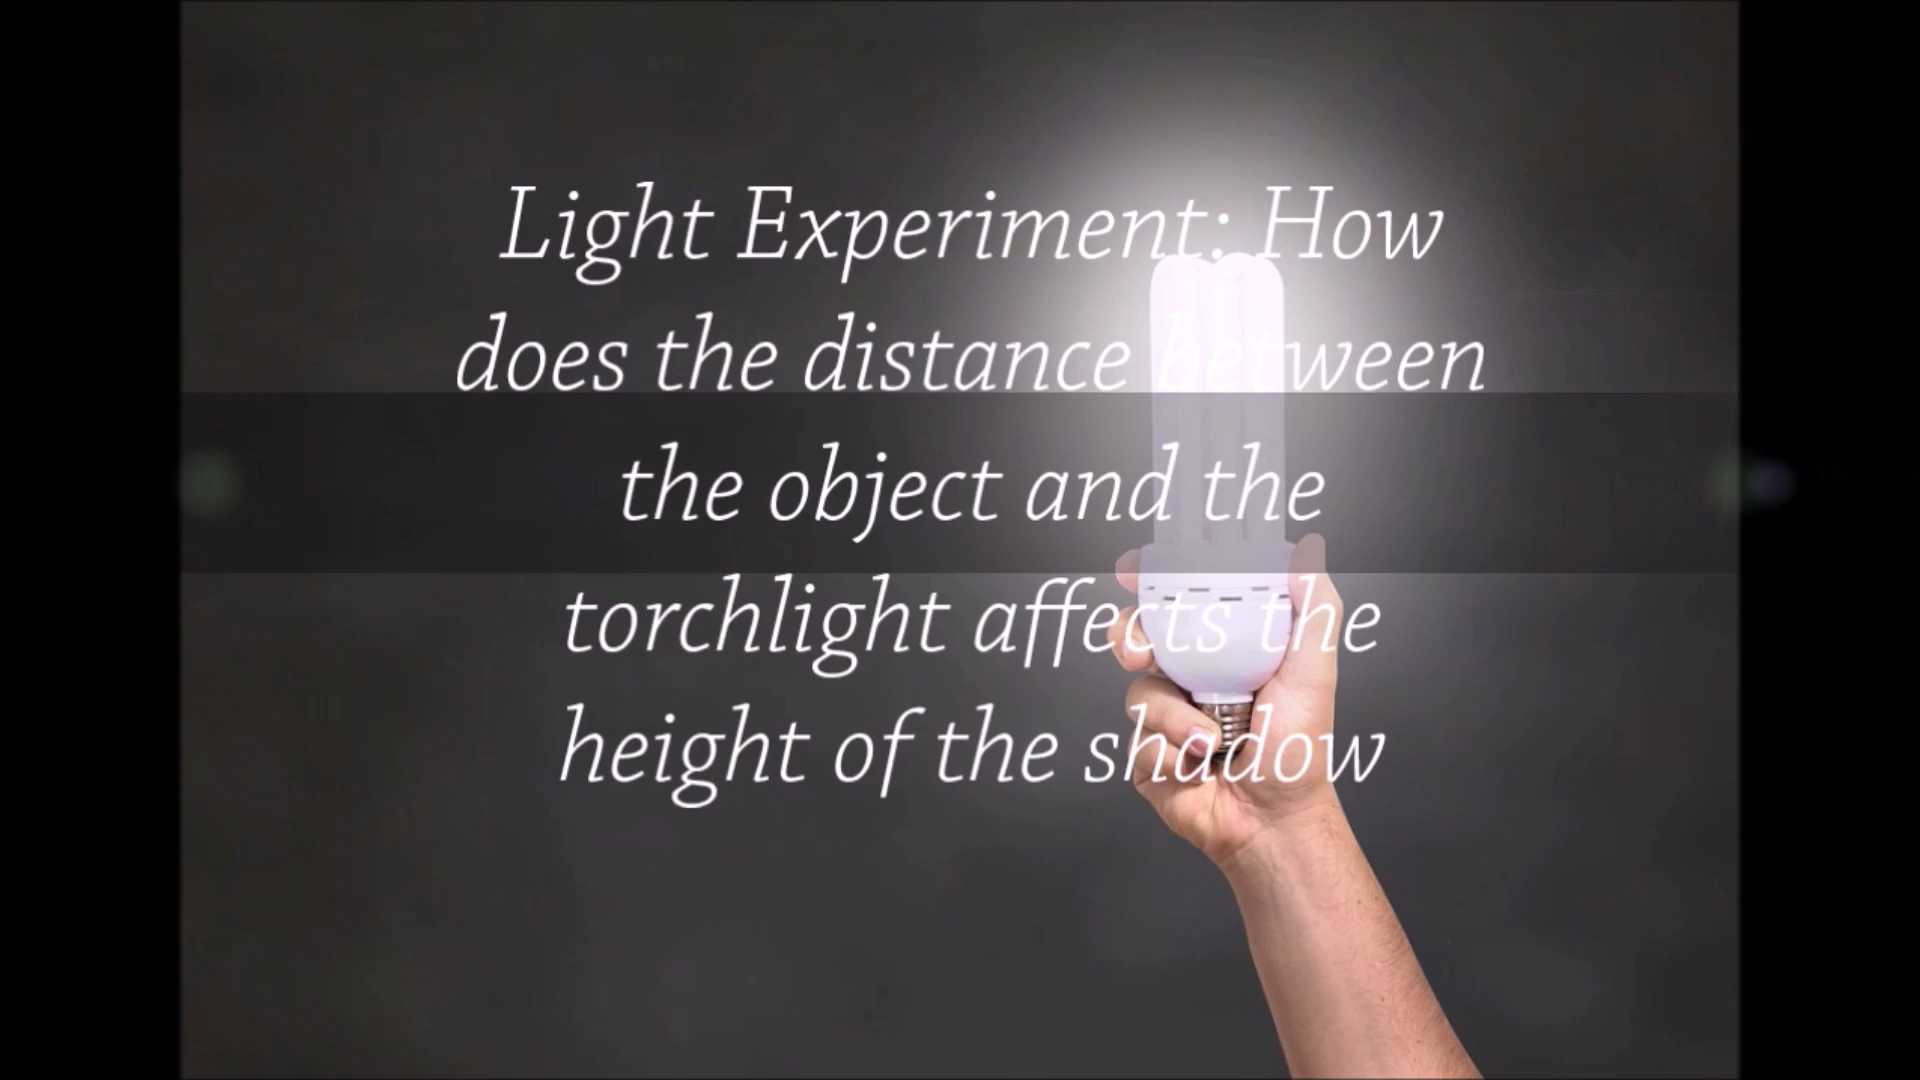 Light Experiment: How
does the distance between
the object and the
torchlight affects the
height of the shadow